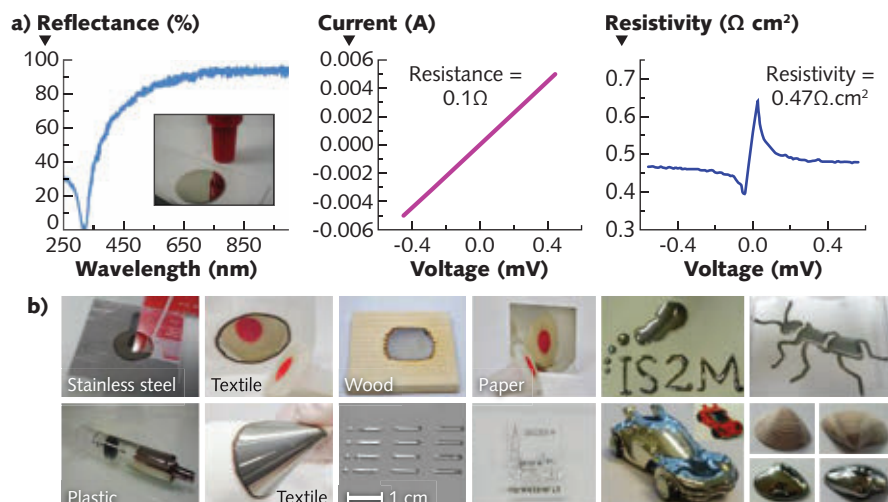 a) Reflectance (%)
100
80
60
40
20
0
250 450 650 850
Wavelength (nm)
Current (A)
0.006
0.004
0.002
0.000
-0.002
-0.004
-0.006
Resistance =
0.1Ω
-0.4 0.0 0.4
Voltage (mV)
Resistivity (Ω cm²)
0.7
0.6
0.5
0.4
0.3
Resistivity =
0.47Ω.cm²
-0.4 0.0 0.4
Voltage (mV)
b)
Stainless steel
Textile
Wood
Paper
IS2M
Plastic
Textile
1 cm